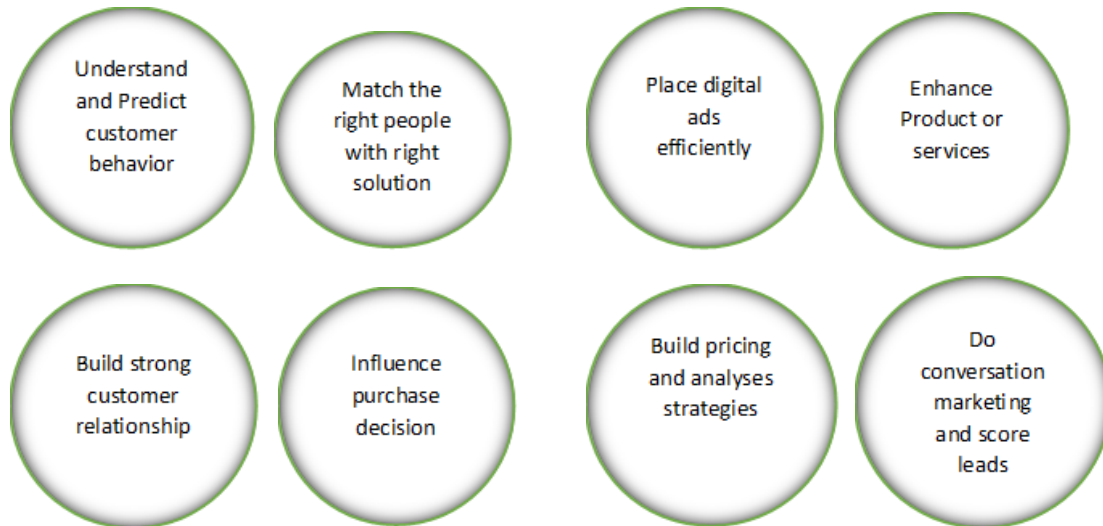 Understand
and Predict
customer
behavior
Match the
right people
with right
solution
Place digital
ads
efficiently
Enhance
Product or
services
Build strong
customer
relationship
Influence
purchase
decision
Build pricing
and analyses
strategies
Do
conversation
marketing
and score
leads